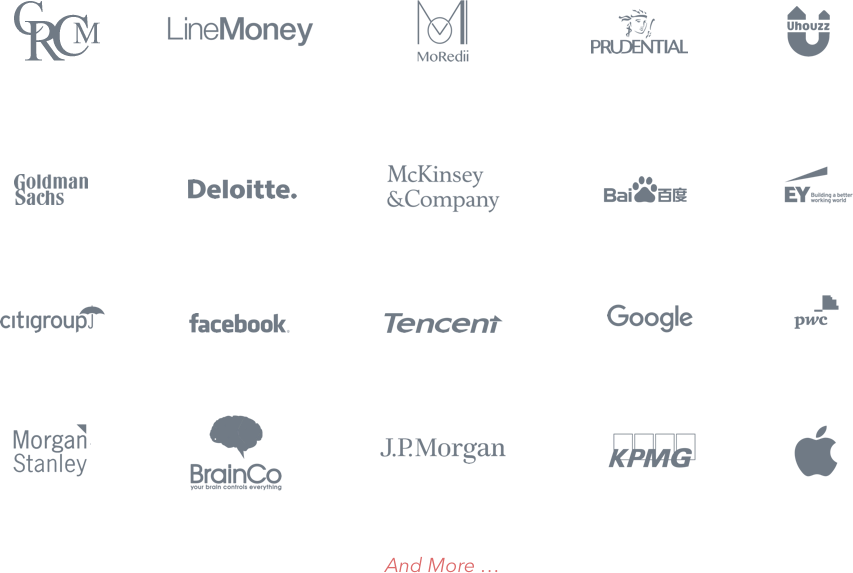 CRCM
LineMoney
MoRedii
PRUDENTIAL
Uhouzz
Goldman
Sachs
Deloitte.
McKinsey
&Company
Bai百度
EY Building a better
working world
citigroup
facebook.
Tencent
Google
pwc
Morgan
Stanley
BrainCo
your brain controls everything
J.P.Morgan
KPMG
And More ...